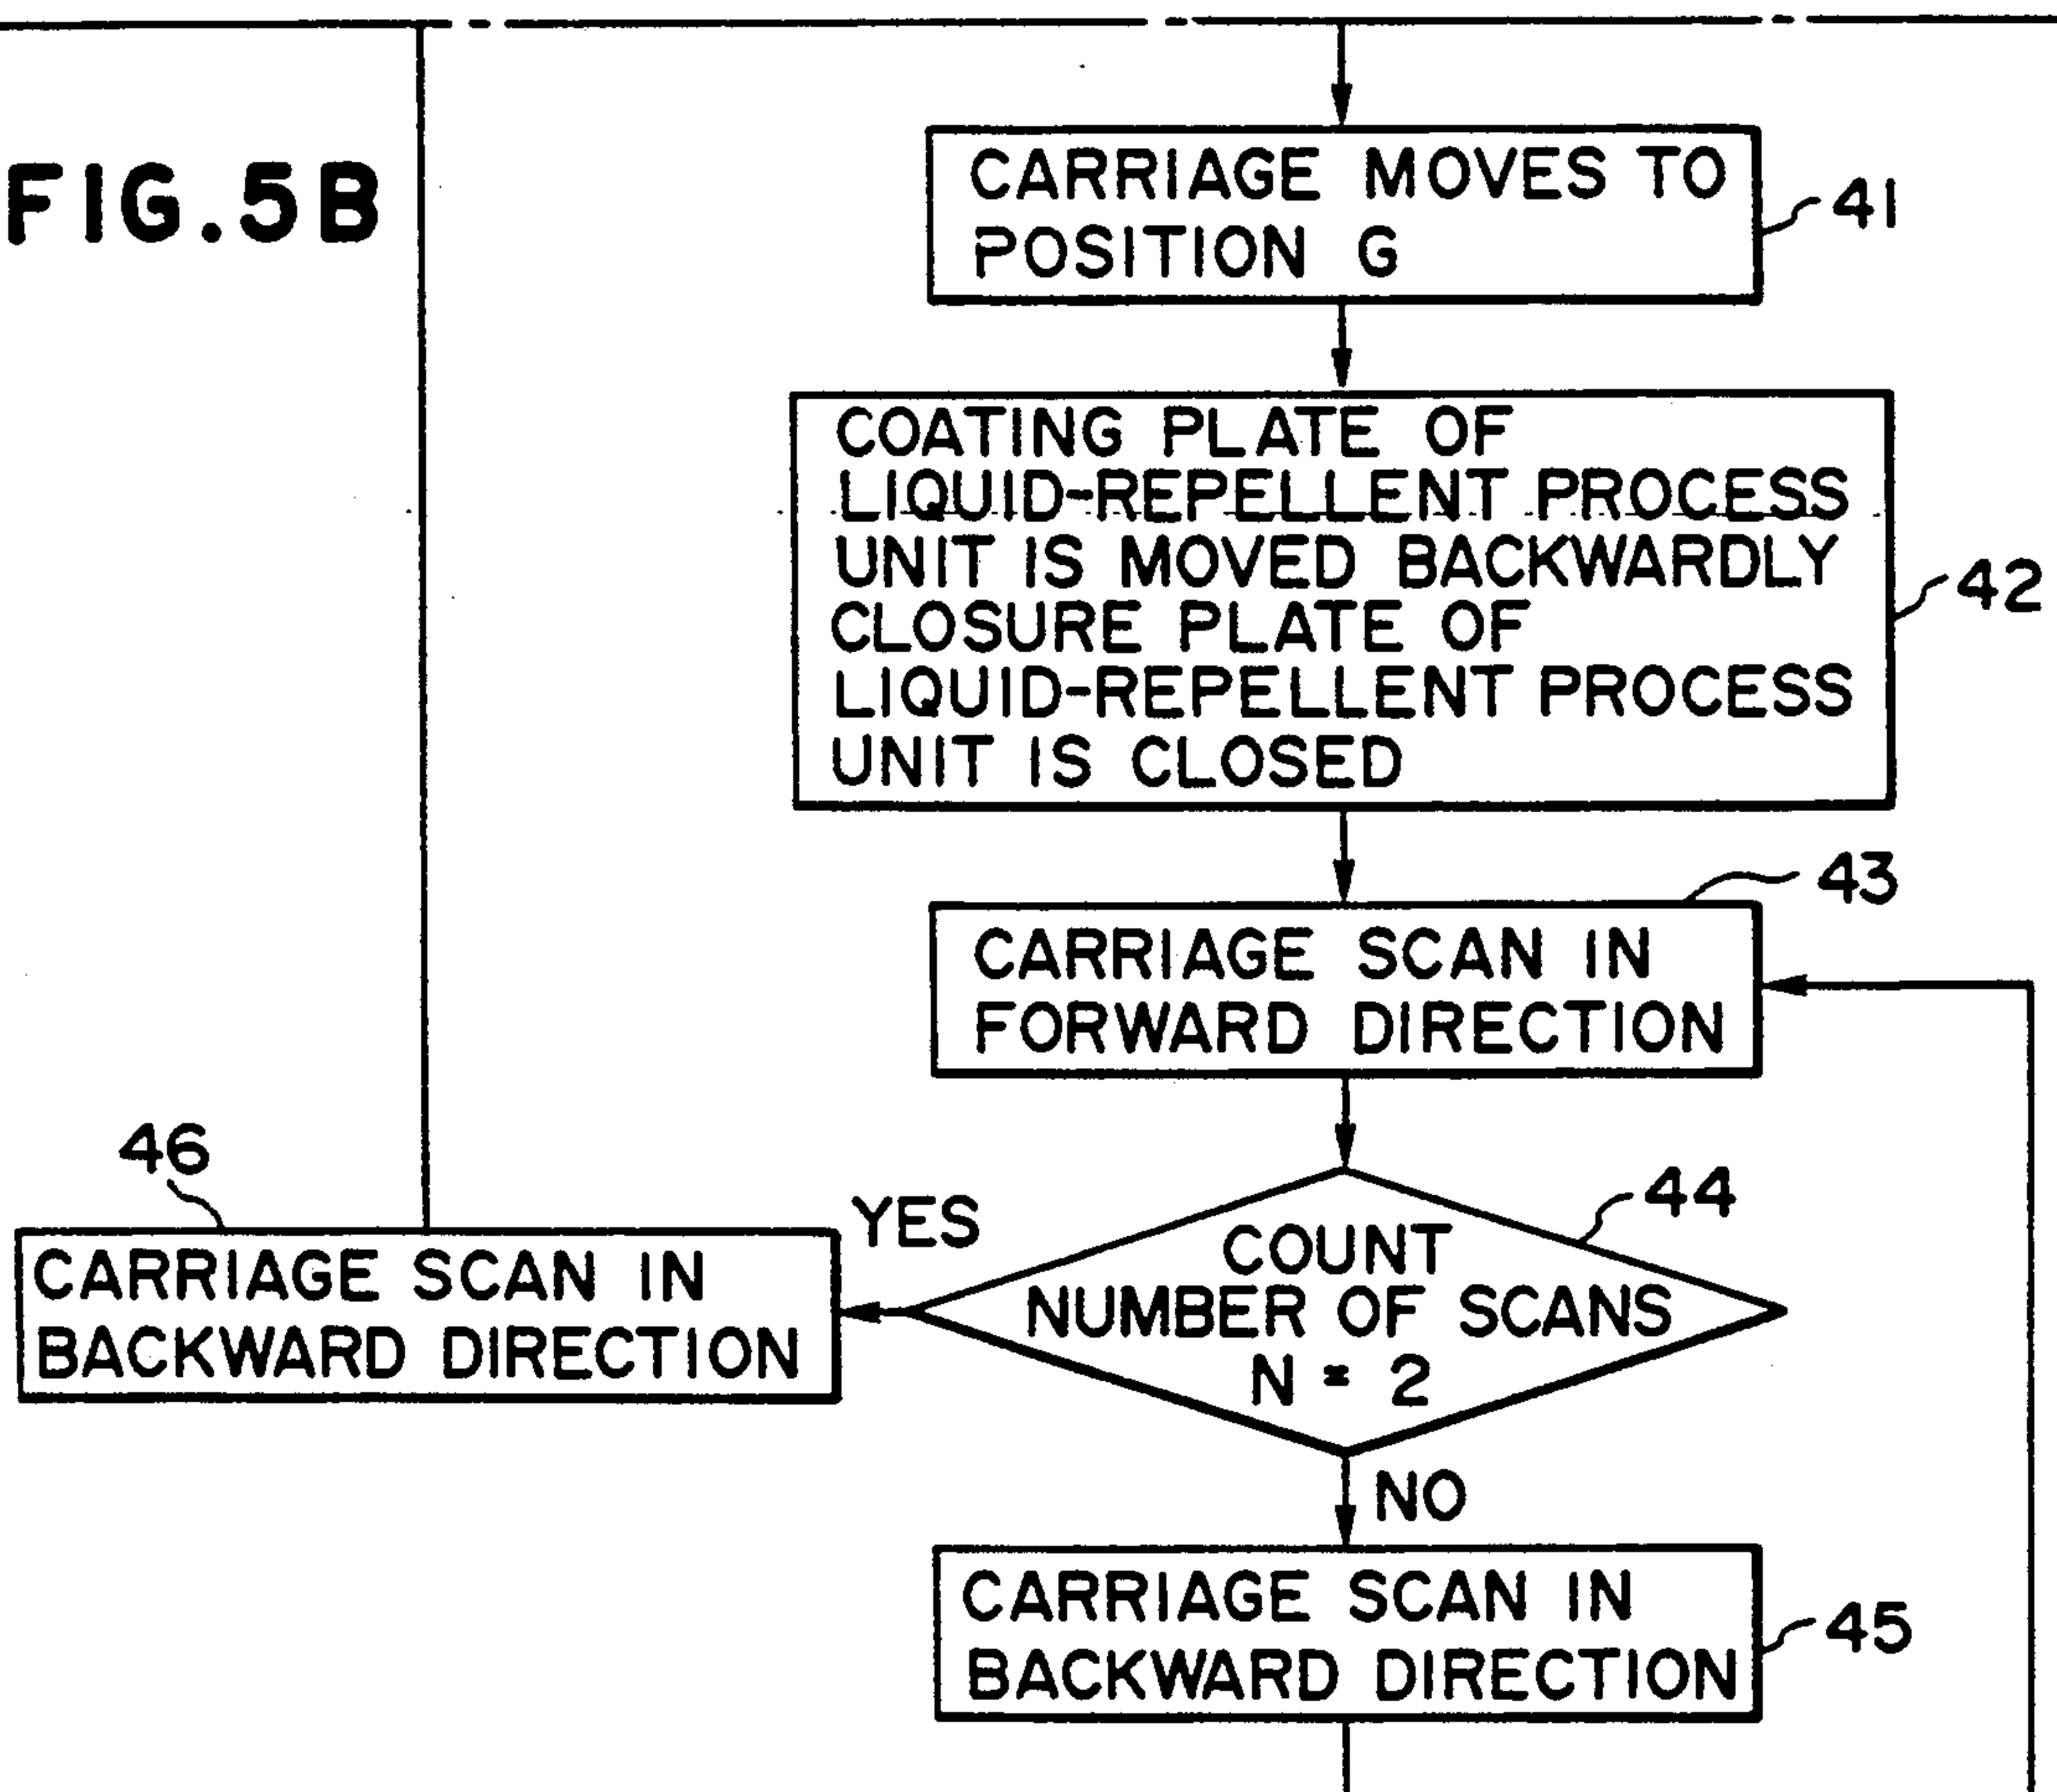 FIG.5B
CARRIAGE MOVES TO
POSITION G
41
COATING PLATE OF
LIQUID-REPELLENT PROCESS
UNIT IS MOVED BACKWARDLY
CLOSURE PLATE OF
LIQUID-REPELLENT PROCESS
UNIT IS CLOSED
42
43
CARRIAGE SCAN IN
FORWARD DIRECTION
44
COUNT
NUMBER OF SCANS
N = 2
YES
46
CARRIAGE SCAN IN
BACKWARD DIRECTION
NO
CARRIAGE SCAN IN
BACKWARD DIRECTION
45